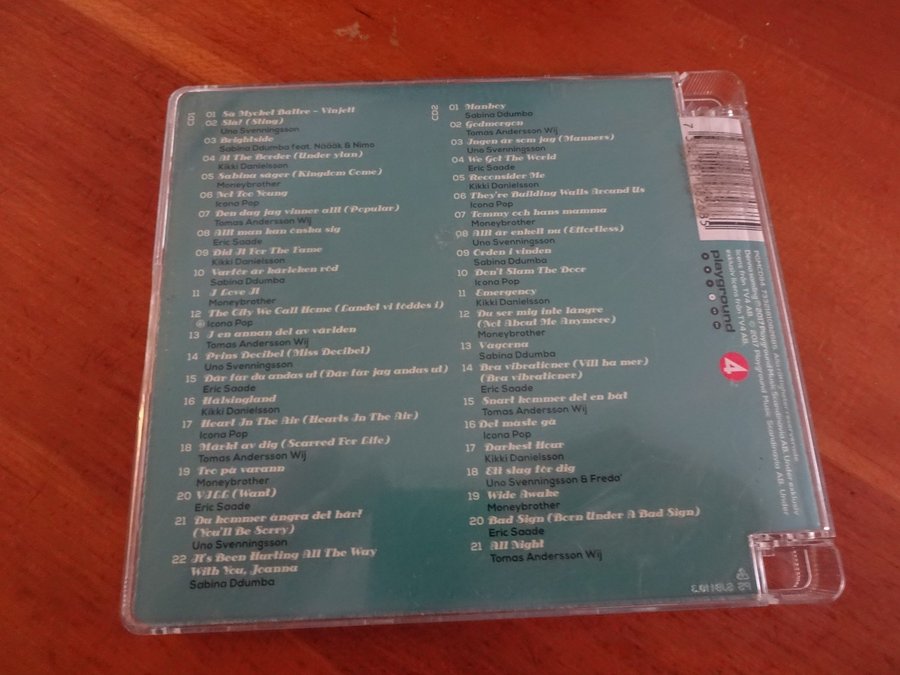 CD1
01 Så Mycket Bättre - Vinjett
02 Slå! (Sling)
Uno Svenningsson
03 Brightside
Sabina Ddumba feat. Näääk & Nimo
04 At The Border (Under ytan)
Kikki Danielsson
05 Sabina säger (Kingdom Come)
Moneybrother
06 Not Too Young
Icona Pop
07 Den dag jag vinner allt (Popular)
Tomas Andersson Wij
08 Allt man kan önska sig
Eric Saade
09 Did It For The Fame
Kikki Danielsson
10 Varför är kärleken röd
Sabina Ddumba
11 I Love It
Moneybrother
12 The City We Call Home (Landet vi föddes i)
Icona Pop
13 I en annan del av världen
Tomas Andersson Wij
14 Prins Decibel (Miss Decibel)
Uno Svenningsson
15 Där får du andas ut (Där får jag andas ut)
Eric Saade
16 Hälsingland
Kikki Danielsson
17 Heart In The Air (Hearts In The Air)
Icona Pop
18 Märkt av dig (Scarred For Life)
Tomas Andersson Wij
19 Tro på varann
Moneybrother
20 VILL (Want)
Eric Saade
21 Du kommer ångra det här!
(You'll Be Sorry)
Uno Svenningsson
22 It's Been Hurting All The Way
With You, Joanna
Sabina Ddumba
CD2
01 Manboy
Sabina Ddumba
02 Godmorgon
Tomas Andersson Wij
03 Ingen är som jag (Manners)
Uno Svenningsson
04 We Got The World
Eric Saade
05 Reconsider Me
Kikki Danielsson
06 They're Building Walls Around Us
Icona Pop
07 Tommy och hans mamma
Moneybrother
08 Allt är enkelt nu (Effortless)
Uno Svenningsson
09 Orden i vinden
Sabina Ddumba
10 Don't Slam The Door
Icona Pop
11 Emergency
Kikki Danielsson
12 Du ser mig inte längre
(Not About Me Anymore)
Moneybrother
13 Vågorna
Sabina Ddumba
14 Bra vibrationer (Vill ha mer)
(Bra vibrationer)
Eric Saade
15 Snart kommer det en båt
Tomas Andersson Wij
16 Det måste gå
Icona Pop
17 Darkest Hour
Kikki Danielsson
18 Ett slag för dig
Uno Svenningsson & Freda'
19 Wide Awake
Moneybrother
20 Bad Sign (Born Under A Bad Sign)
Eric Saade
21 All Night
Tomas Andersson Wij
playground
4